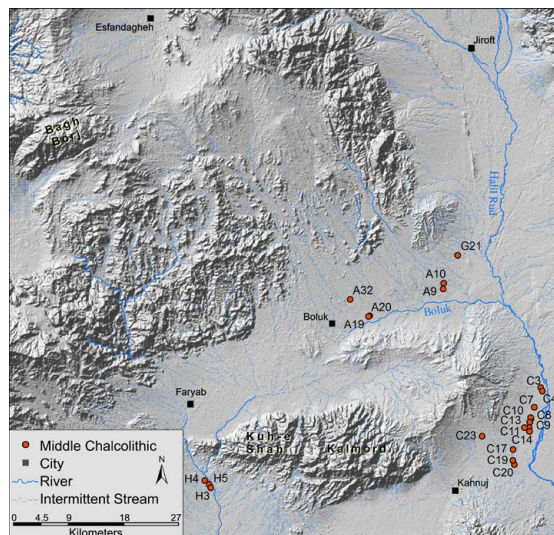 Esfandagheh
Jiroft
Bagh
Borj
Halil Rud
G21
A10
A9
A32
A20
A19
Boluk
Boluk
C3
C4
C7
C10
C8
C13
C9
C11
C14
C23
C17
C20
Faryab
Kuh-e
Shah Kalmord
Kahnuj
H4
H5
H3
Middle Chalcolithic
City
River
Intermittent Stream
N
0 4.5 9 18 27
Kilometers